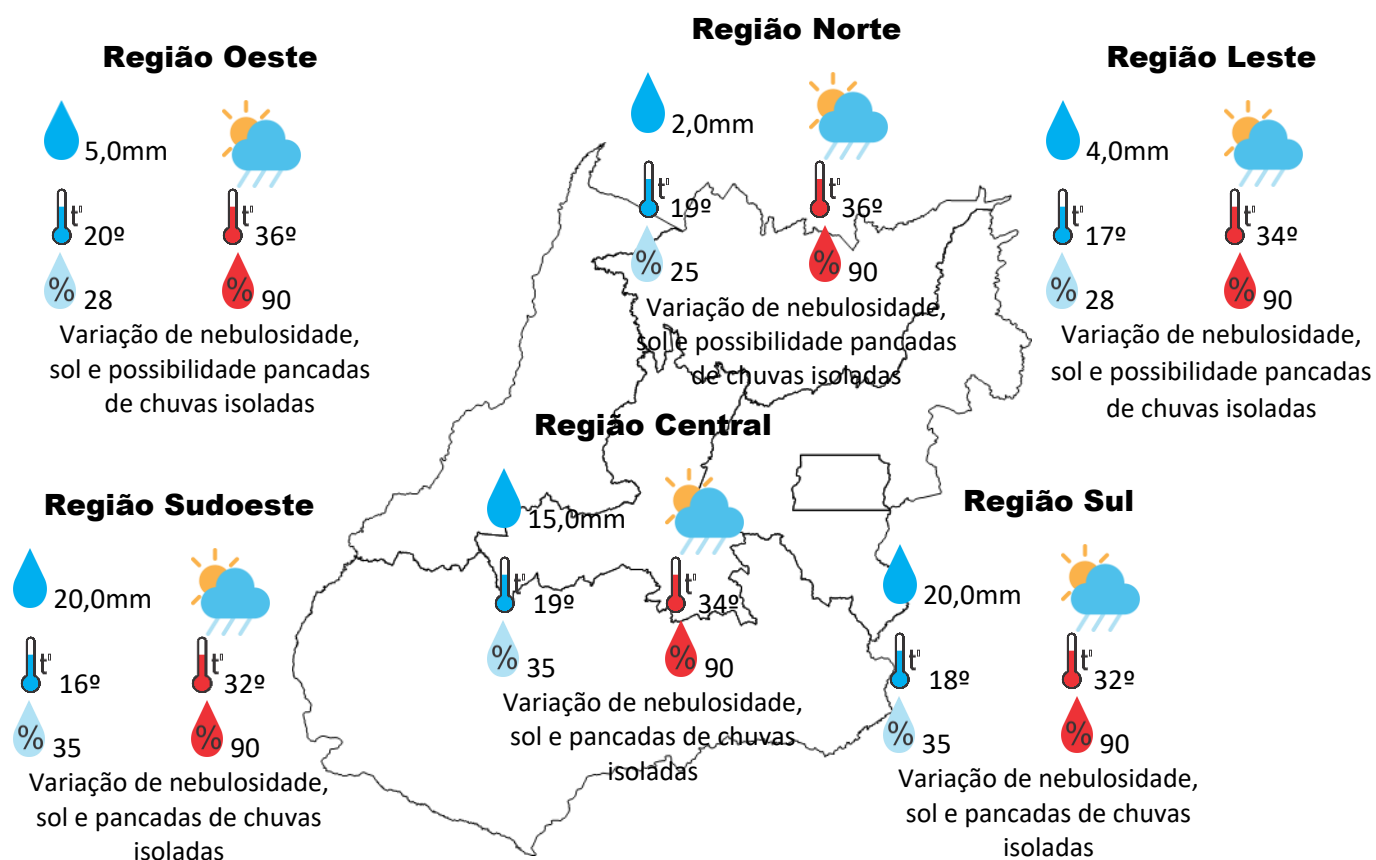 Região Oeste
5,0mm
t°
20º
36º
%
28
%
90
Variação de nebulosidade,
sol e possibilidade pancadas
de chuvas isoladas
Região Norte
2,0mm
t°
19º
t°
36º
%
25
%
90
Variação de nebulosidade,
sol e possibilidade pancadas
de chuvas isoladas
Região Leste
4,0mm
t°
17º
t°
34º
%
28
%
90
Variação de nebulosidade,
sol e possibilidade pancadas
de chuvas isoladas
Região Sudoeste
20,0mm
t°
16º
t°
32º
%
35
%
90
Variação de nebulosidade,
sol e pancadas de chuvas
isoladas
Região Central
15,0mm
t°
19º
t°
34º
%
35
%
90
Variação de nebulosidade,
sol e pancadas de chuvas
isoladas
Região Sul
20,0mm
t°
18º
t°
32º
%
35
%
90
Variação de nebulosidade,
sol e pancadas de chuvas
isoladas